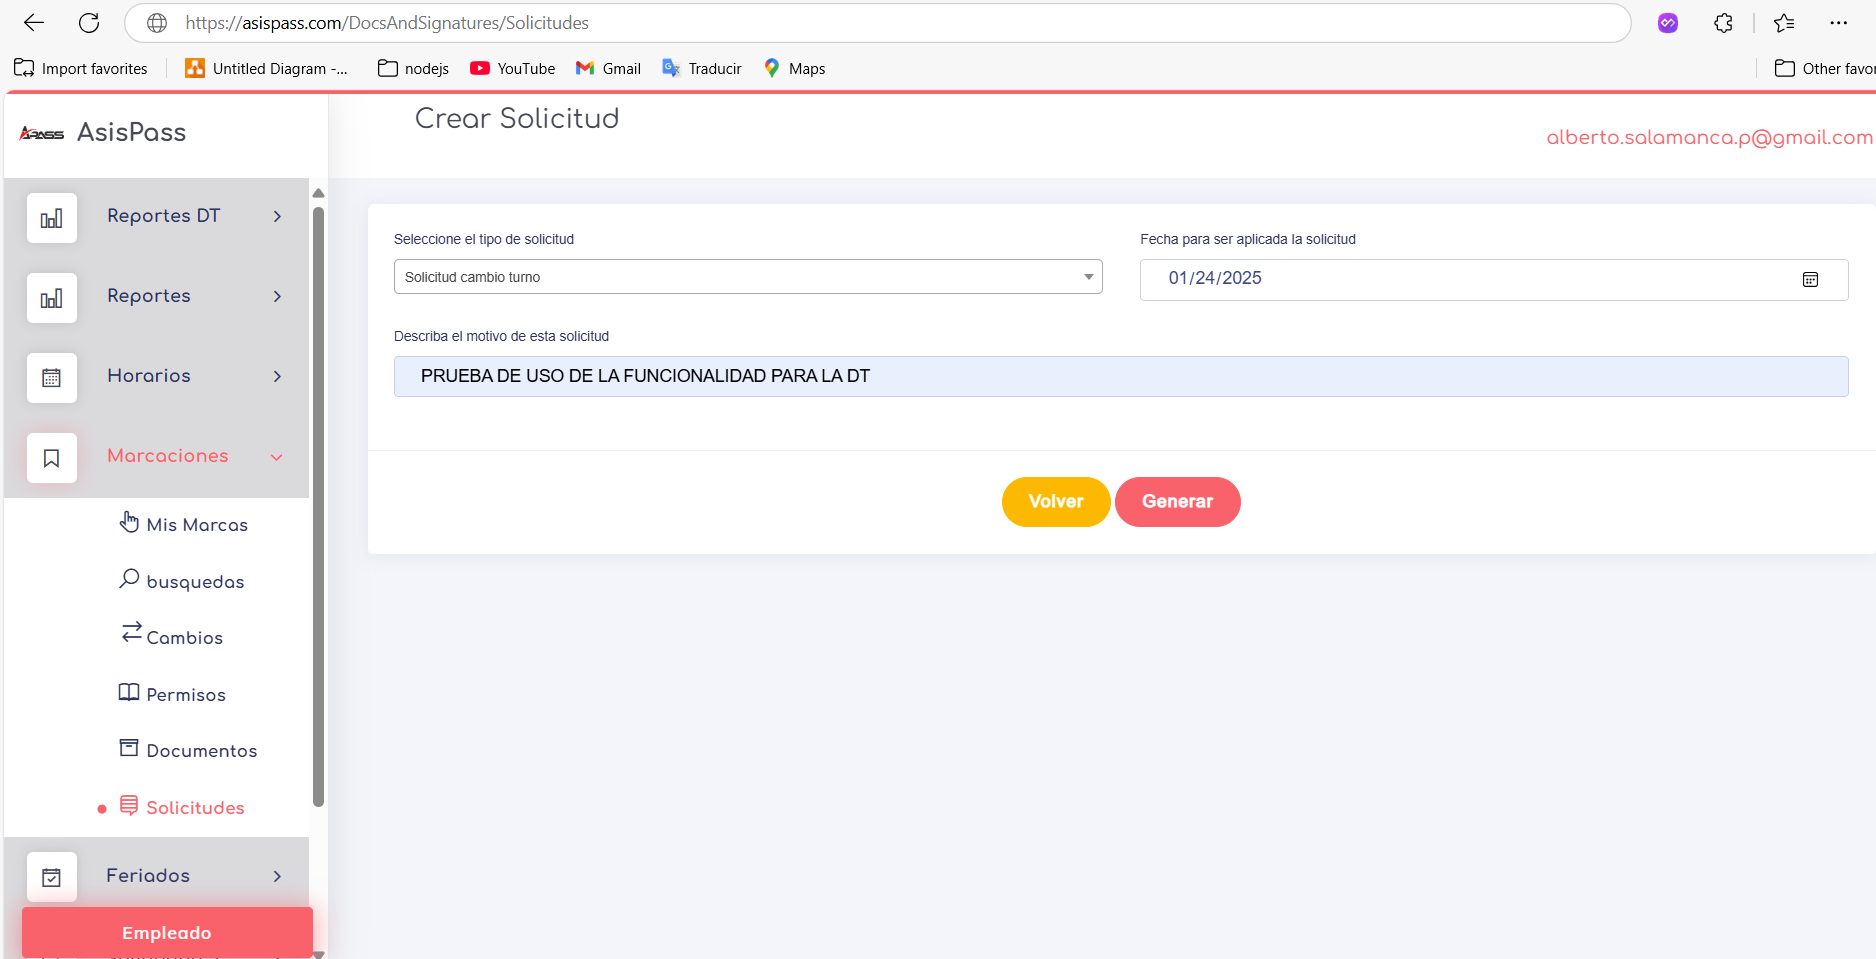 https://asispass.com/DocsAndSignatures/Solicitudes
Import favorites
Untitled Diagram -...
nodejs
YouTube
Gmail
Traducir
Maps
Other favor
APASS
AsisPass
Crear Solicitud
alberto.salamanca.p@gmail.com
Reportes DT
Reportes
Horarios
Marcaciones
Mis Marcas
busquedas
Cambios
Permisos
Documentos
Solicitudes
Feriados
Empleado
Seleccione el tipo de solicitud
Solicitud cambio turno
Fecha para ser aplicada la solicitud
01/24/2025
Describa el motivo de esta solicitud
PRUEBA DE USO DE LA FUNCIONALIDAD PARA LA DT
Volver
Generar